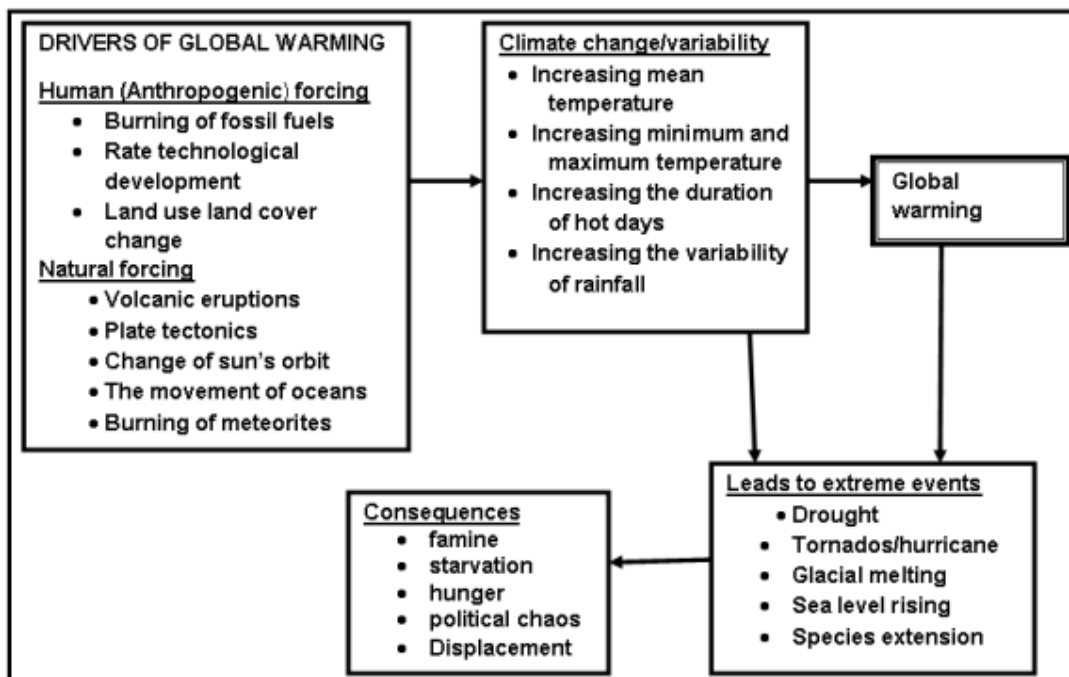 DRIVERS OF GLOBAL WARMING
Human (Anthropogenic) forcing
• Burning of fossil fuels
• Rate technological
development
• Land use land cover
change
Natural forcing
• Volcanic eruptions
• Plate tectonics
• Change of sun's orbit
• The movement of oceans
• Burning of meteorites
Climate change/variability
• Increasing mean
temperature
• Increasing minimum and
maximum temperature
• Increasing the duration
of hot days
• Increasing the variability
of rainfall
Global
warming
Leads to extreme events
• Drought
• Tornados/hurricane
• Glacial melting
• Sea level rising
• Species extension
Consequences
• famine
• starvation
• hunger
• political chaos
• Displacement